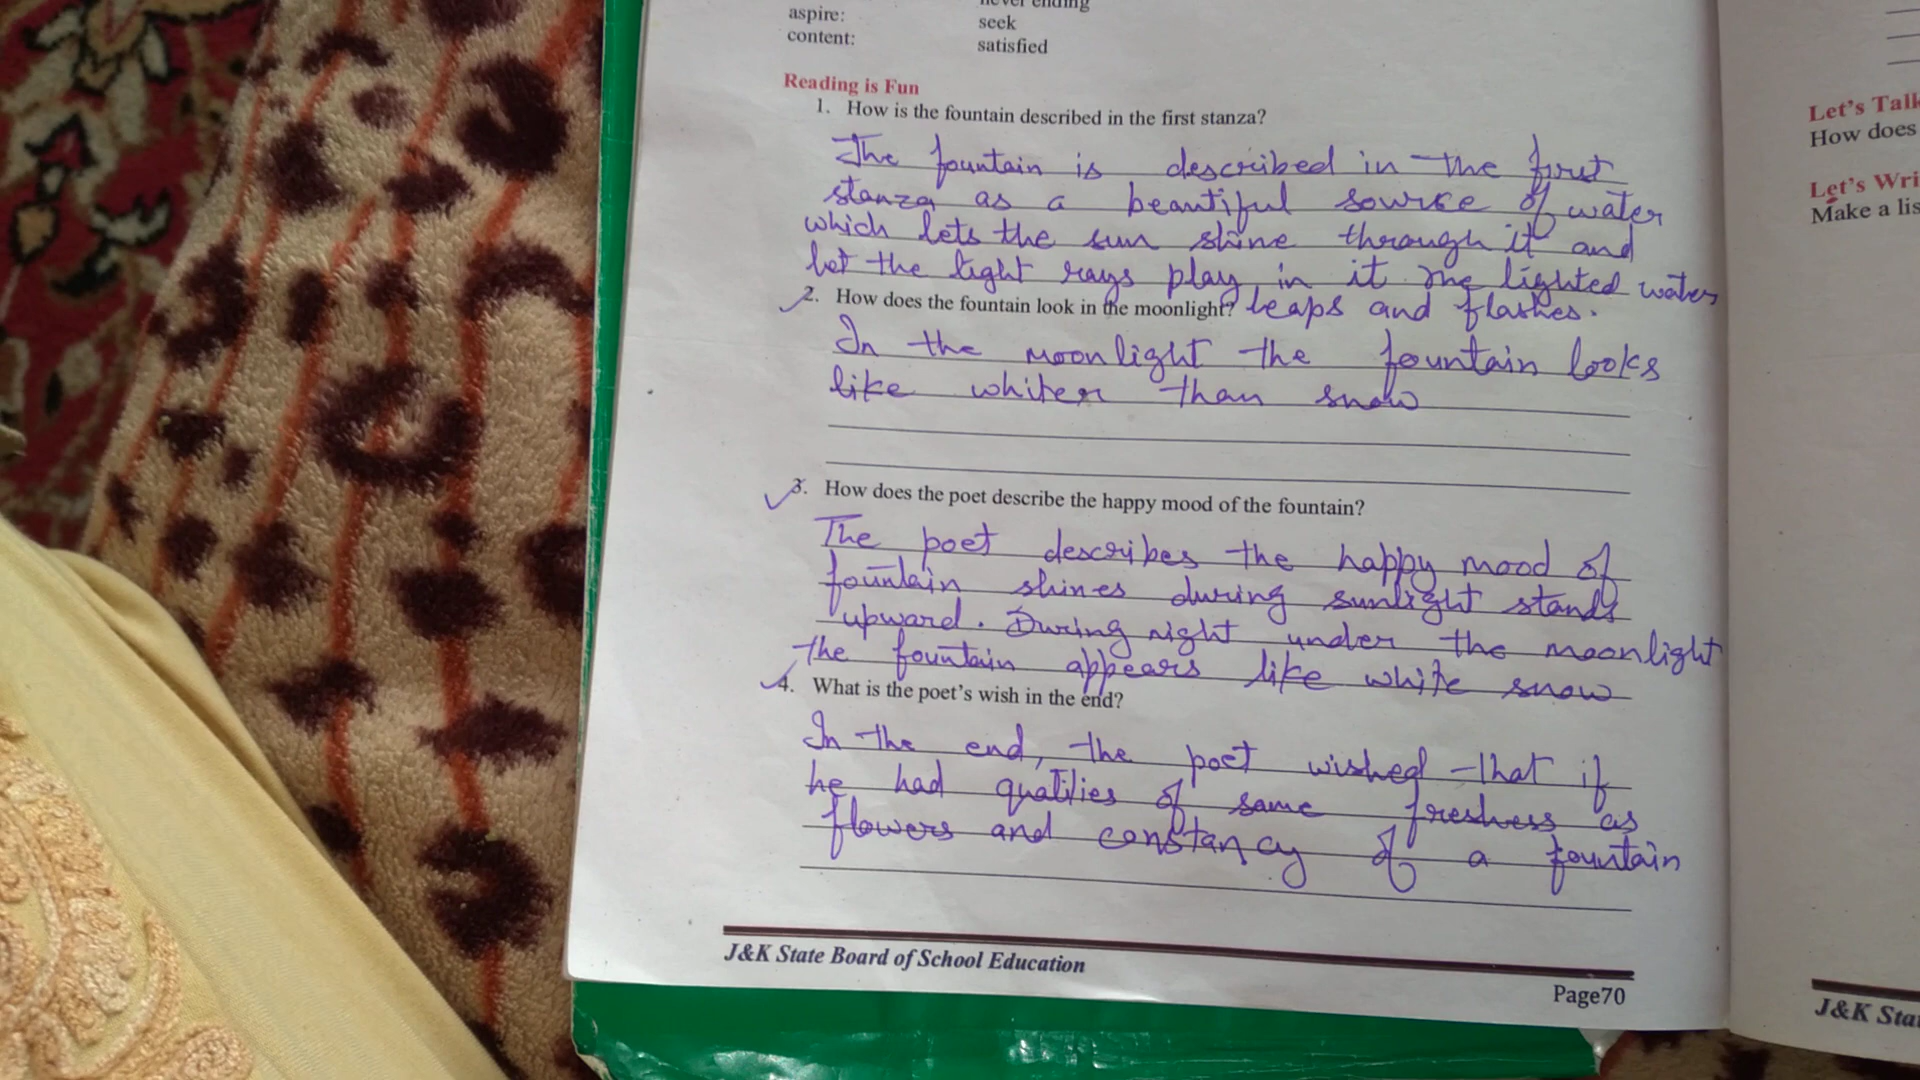 never ending
aspire: seek
content: satisfied
Reading is Fun
1. How is the fountain described in the first stanza?
The fountain is described in the first
stanza as a beautiful source of water
which lets the sun shine through it and
let the light rays play in it. The lighted water
2. How does the fountain look in the moonlight? leaps and flashes.
In the moonlight the fountain looks
like whiter than snow
3. How does the poet describe the happy mood of the fountain?
The poet describes the happy mood of
fountain shines during sunlight stands
upward. During night under the moonlight
the fountain appears like white snow
4. What is the poet's wish in the end?
In the end, the poet wished that if
he had qualities of same freshness as
flowers and constancy of a fountain
J&K State Board of School Education
Page70
Let's Talk
How does
Let's Wri
Make a lis
J&K Sta